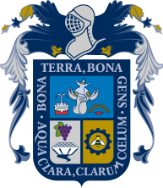 TERRA, BONA
GENS -
BONA -
AQUA CLARA, CLARUM CŒLUM -